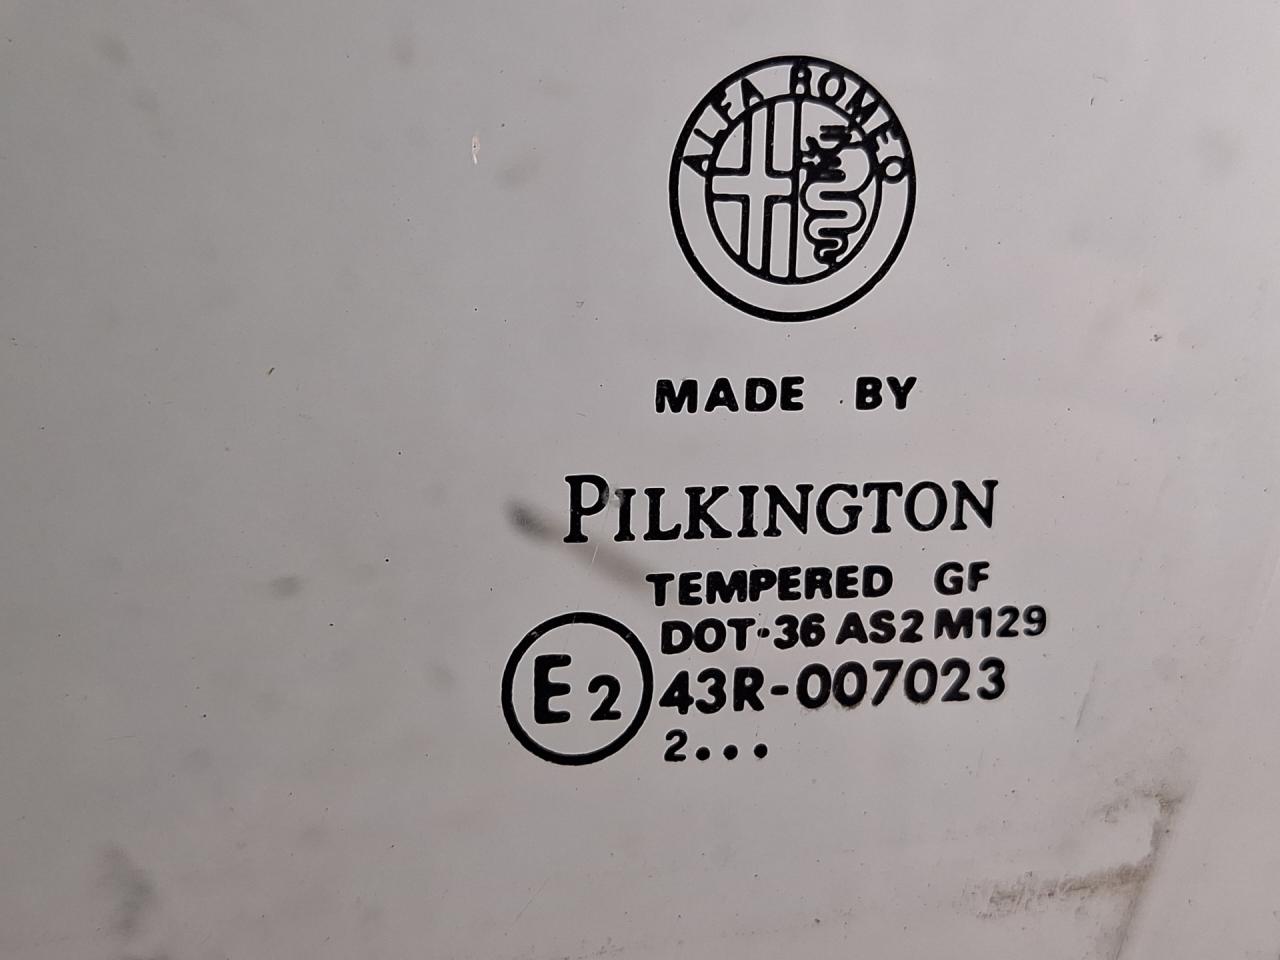 ALFA ROMEO
MADE BY
PILKINGTON
TEMPERED GF
DOT·36 AS2 M129
E2 43R-007023
2...